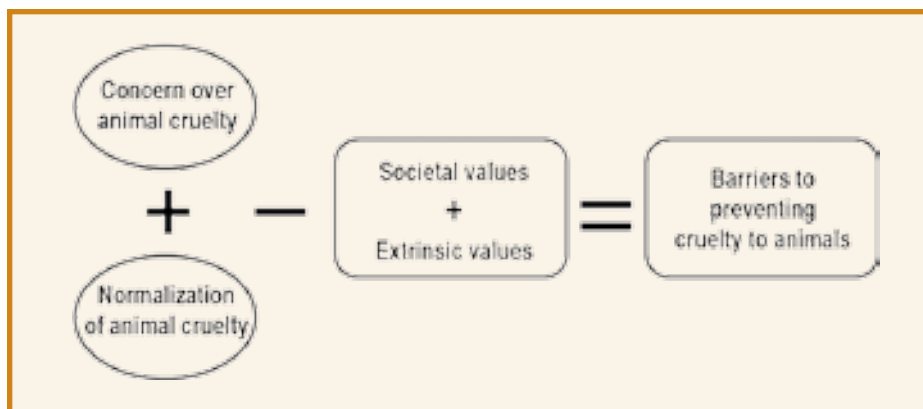 Concern over
animal cruelty
+
Normalization
of animal cruelty
−
Societal values
+
Extrinsic values
=
Barriers to
preventing
cruelty to animals